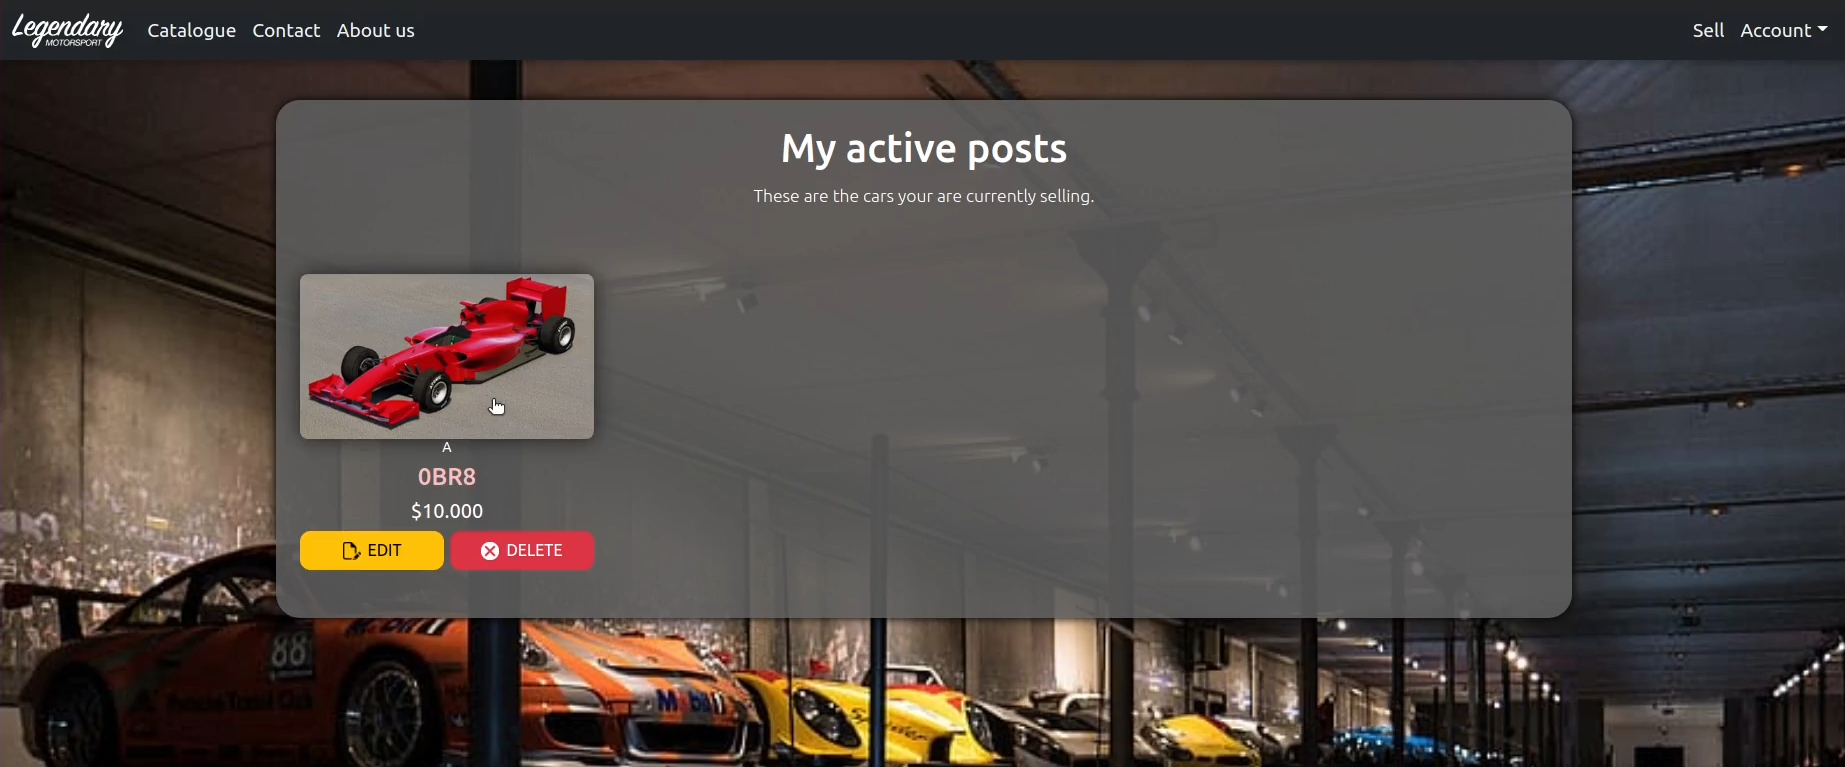 Legendary
MOTORSPORT
Catalogue Contact About us
Sell Account
My active posts
These are the cars your are currently selling.
A
0BR8
$10.000
EDIT DELETE
88
Mobil